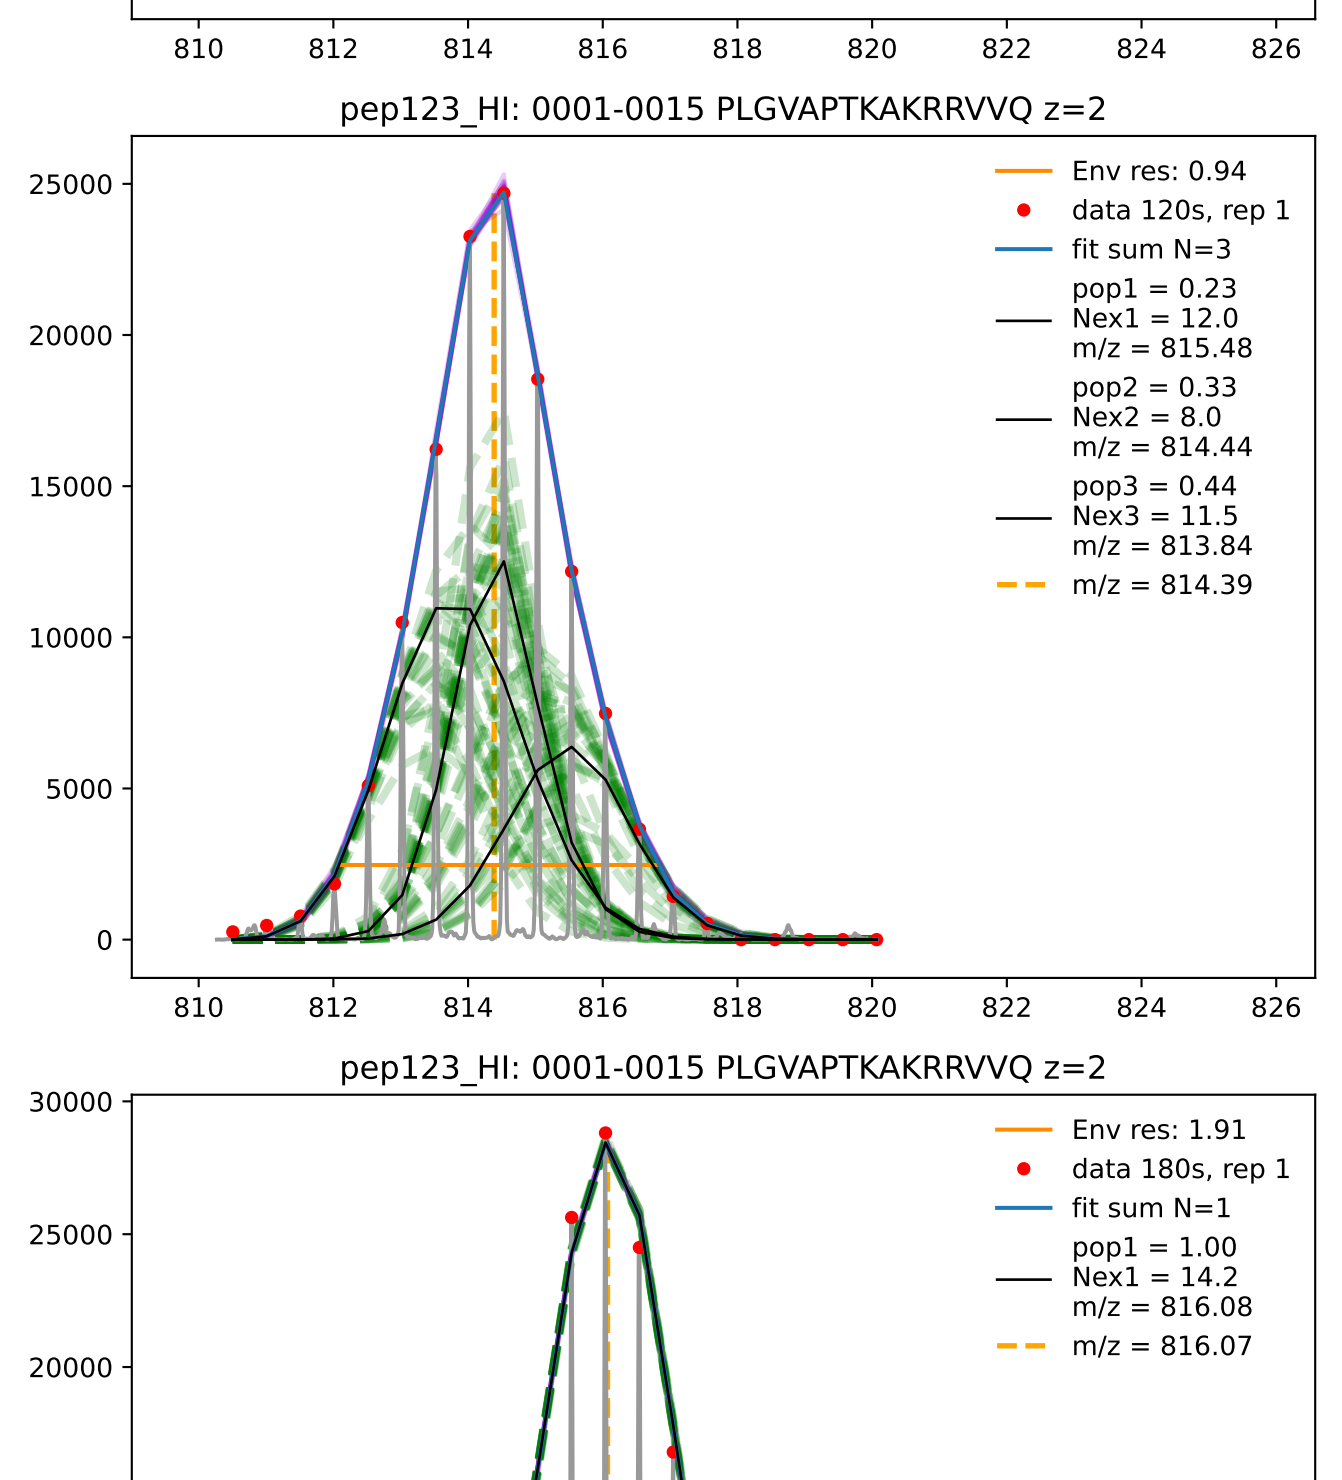 810 812 814 816 818 820 822 824 826
pep123_HI: 0001-0015 PLGVAPTKAKRRVVQ z=2
25000
20000
15000
10000
5000
0
Env res: 0.94
data 120s, rep 1
fit sum N=3
pop1 = 0.23
Nex1 = 12.0
m/z = 815.48
pop2 = 0.33
Nex2 = 8.0
m/z = 814.44
pop3 = 0.44
Nex3 = 11.5
m/z = 813.84
m/z = 814.39
810 812 814 816 818 820 822 824 826
pep123_HI: 0001-0015 PLGVAPTKAKRRVVQ z=2
30000
25000
20000
Env res: 1.91
data 180s, rep 1
fit sum N=1
pop1 = 1.00
Nex1 = 14.2
m/z = 816.08
m/z = 816.07